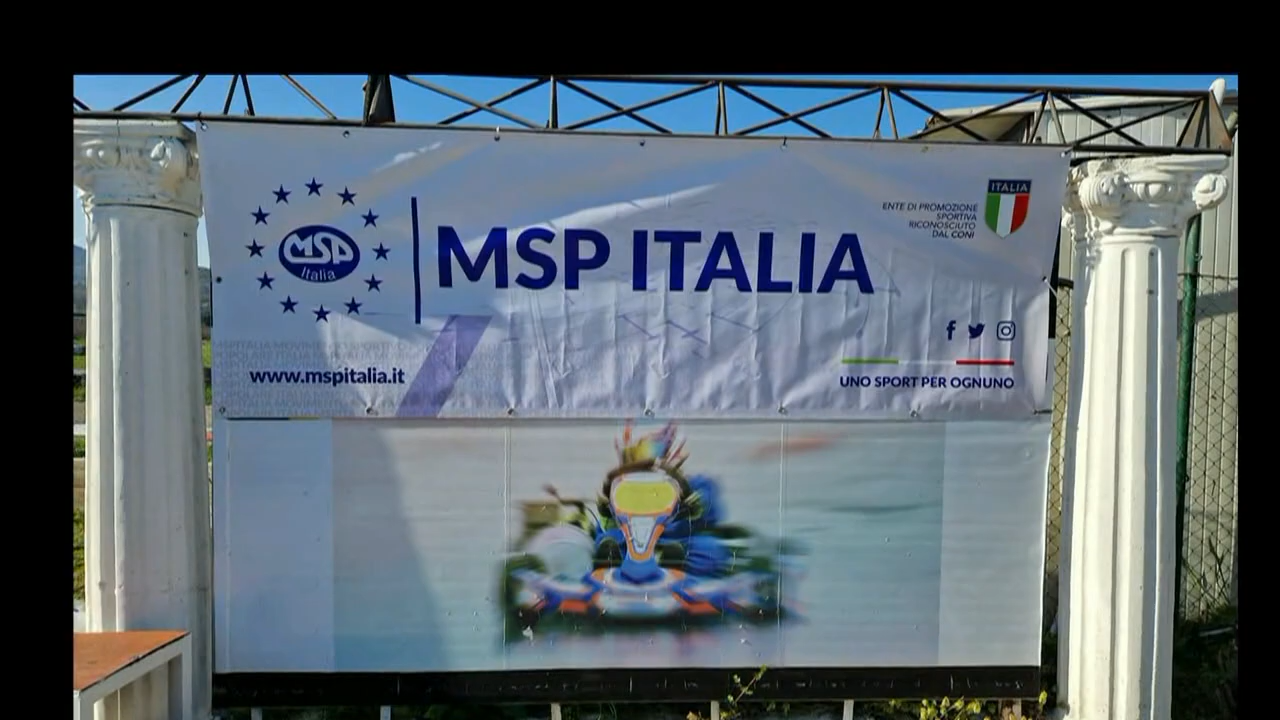 MSP
Italia
MSP ITALIA
ENTE DI PROMOZIONE
SPORTIVA
RICONOSCIUTO
DAL CONI
ITALIA
www.mspitalia.it
UNO SPORT PER OGNUNO